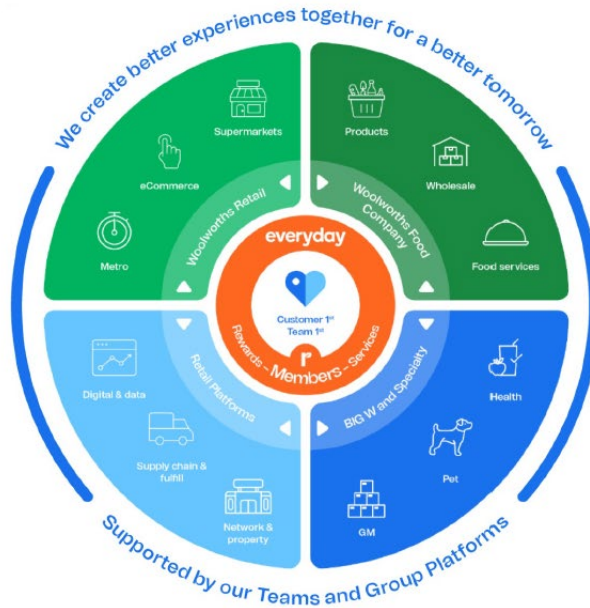 We create better experiences together for a better tomorrow
Supermarkets
eCommerce
Metro
Woolworths Retail
Products
Wholesale
Food services
Woolworths Food
Company
everyday
Customer 1st
Team 1st
r
Rewards - Members - Services
Retail Platforms
Digital & data
Supply chain &
fulfill
Network &
property
BIG W and Specialty
Health
Pet
GM
Supported by our Teams and Group Platforms